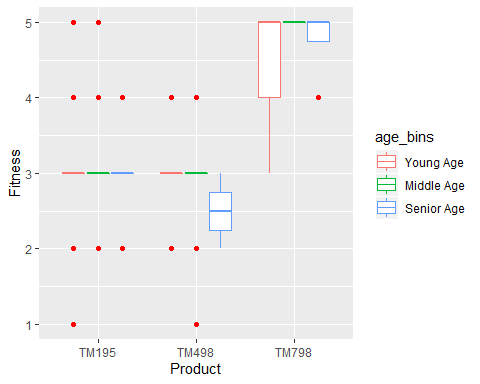 5
4
3
2
1
Fitness
TM195 TM498 TM798
Product
age_bins
Young Age
Middle Age
Senior Age